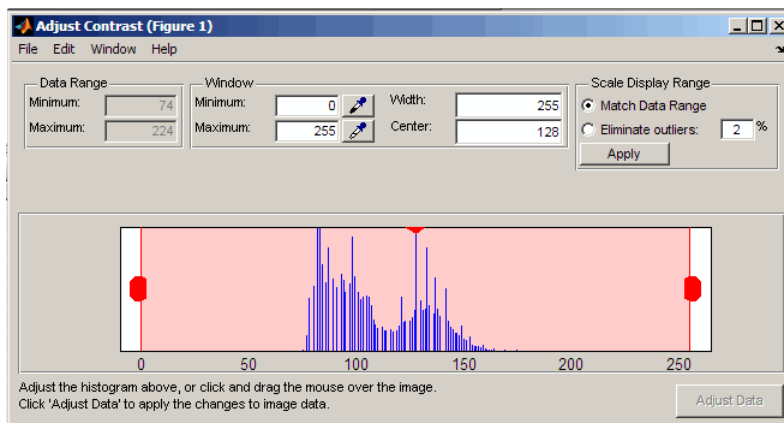 Adjust Contrast (Figure 1)
File Edit Window Help
Data Range
Minimum: 74
Maximum: 224
Window
Minimum: 0
Maximum: 255
Width: 255
Center: 128
Scale Display Range
Match Data Range
Eliminate outliers: 2 %
Apply
0 50 100 150 200 250
Adjust the histogram above, or click and drag the mouse over the image.
Click 'Adjust Data' to apply the changes to image data.
Adjust Data